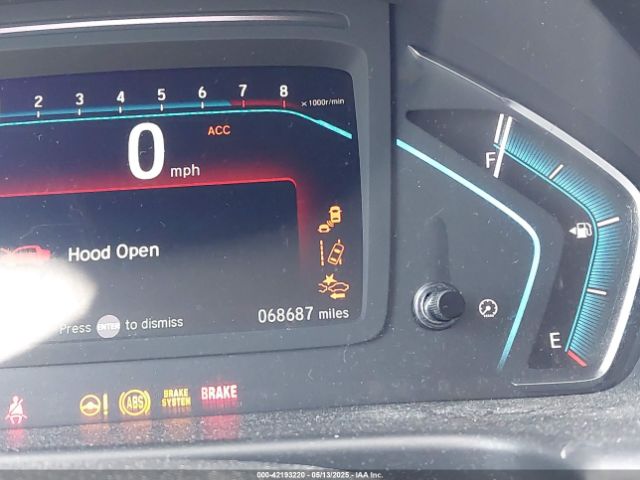 2 3 4 5 6 7 8 x 1000r/min
ACC
0 mph
F
Hood Open
068687 miles
Press ENTER to dismiss
E
ABS
BRAKE SYSTEM
BRAKE
000-42193220 - 05/13/2025 - IAA Inc.